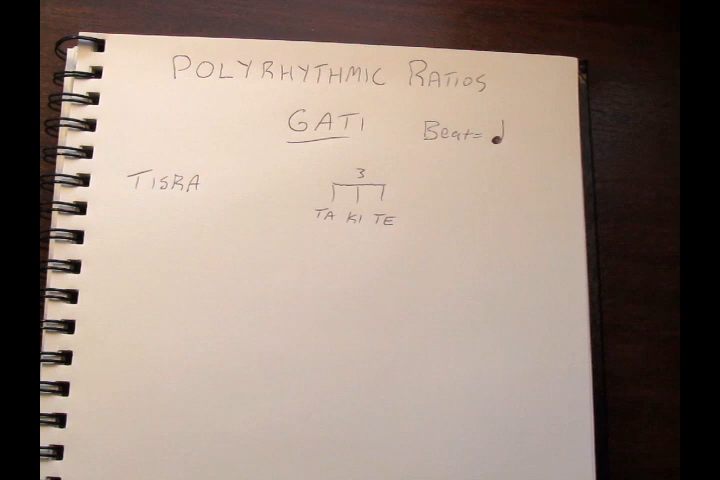 POLYRHYTHMIC RATIOS
GATI Beat= ♩
TISRA 3
TA KI TE